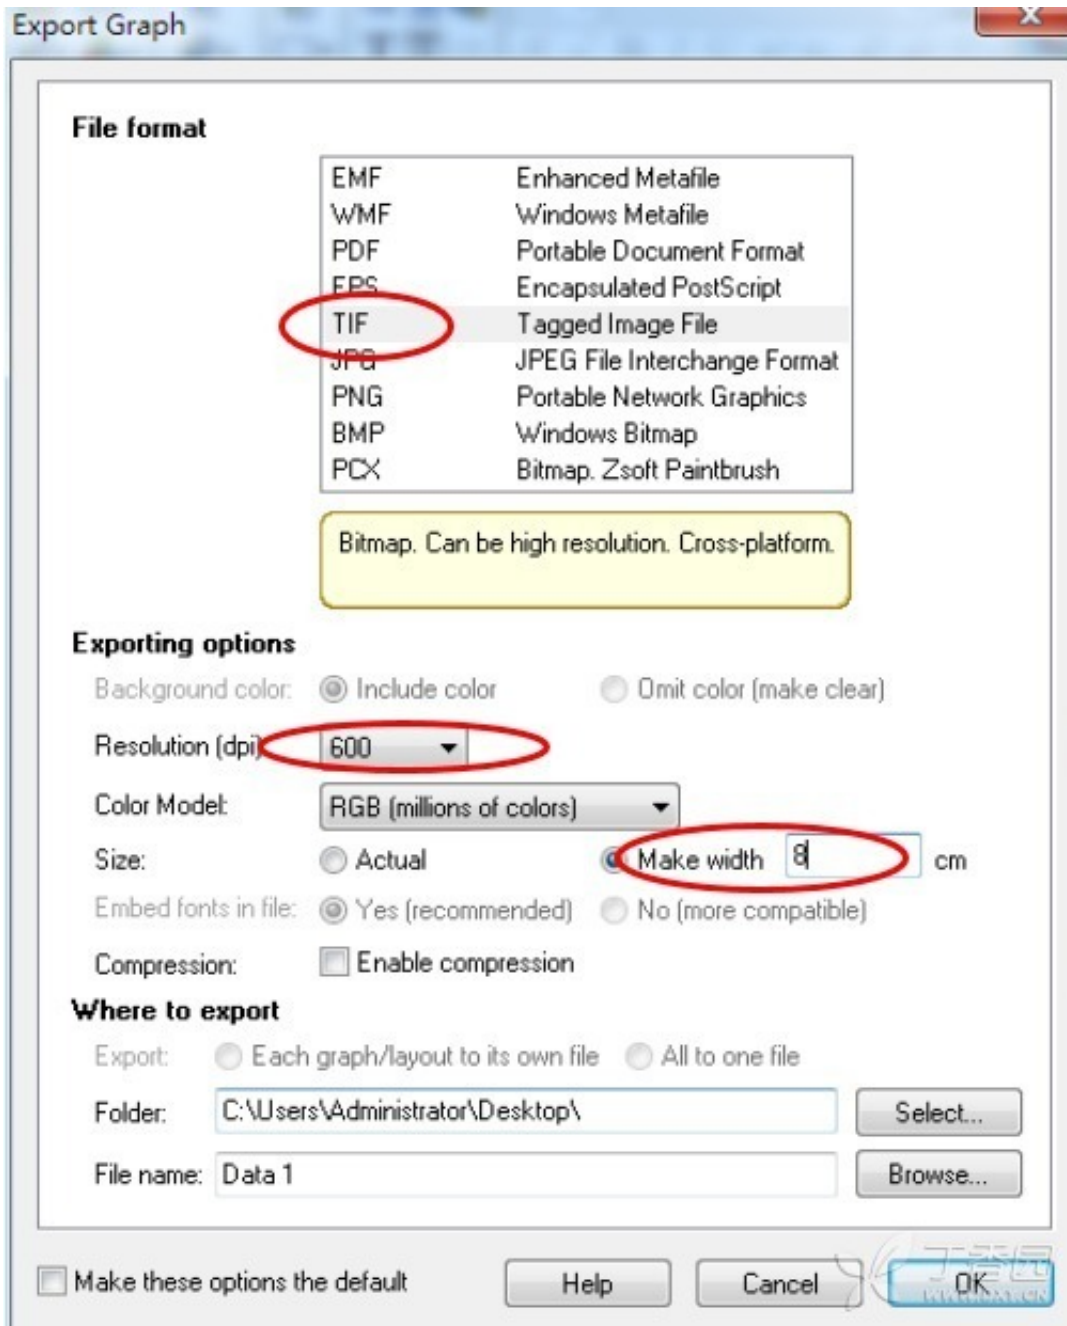 Export Graph
File format
EMF Enhanced Metafile
WMF Windows Metafile
PDF Portable Document Format
EPS Encapsulated PostScript
TIF Tagged Image File
JPG JPEG File Interchange Format
PNG Portable Network Graphics
BMP Windows Bitmap
PCX Bitmap. Zsoft Paintbrush
Bitmap. Can be high resolution. Cross-platform.
Exporting options
Background color: Include color Omit color (make clear)
Resolution (dpi) 600
Color Model: RGB (millions of colors)
Size: Actual Make width 8 cm
Embed fonts in file: Yes (recommended) No (more compatible)
Compression: Enable compression
Where to export
Export: Each graph/layout to its own file All to one file
Folder: C:\Users\Administrator\Desktop\ Select...
File name: Data 1 Browse...
Make these options the default Help Cancel OK
丁香园
WWW.DXY.CN